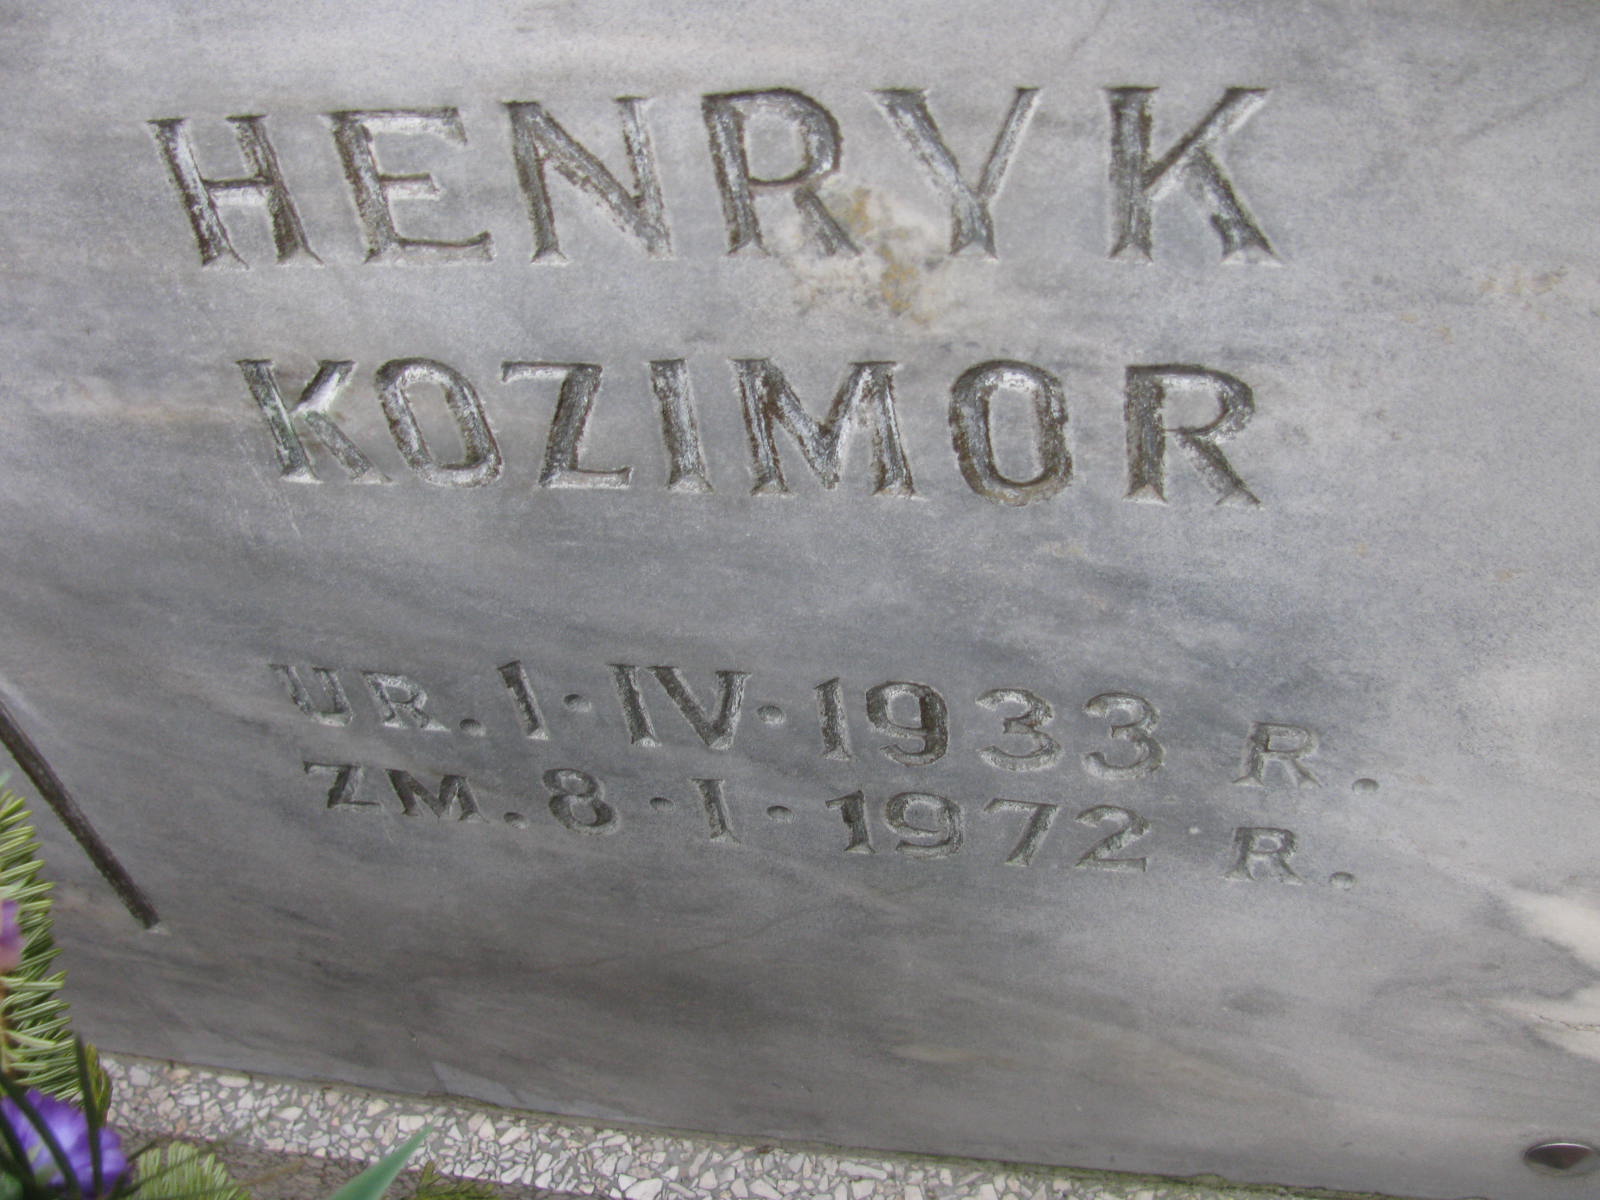 HENRYK
KOZIMOR
UR. 1·IV·1933 R.
ZM. 8·I·1972 R.